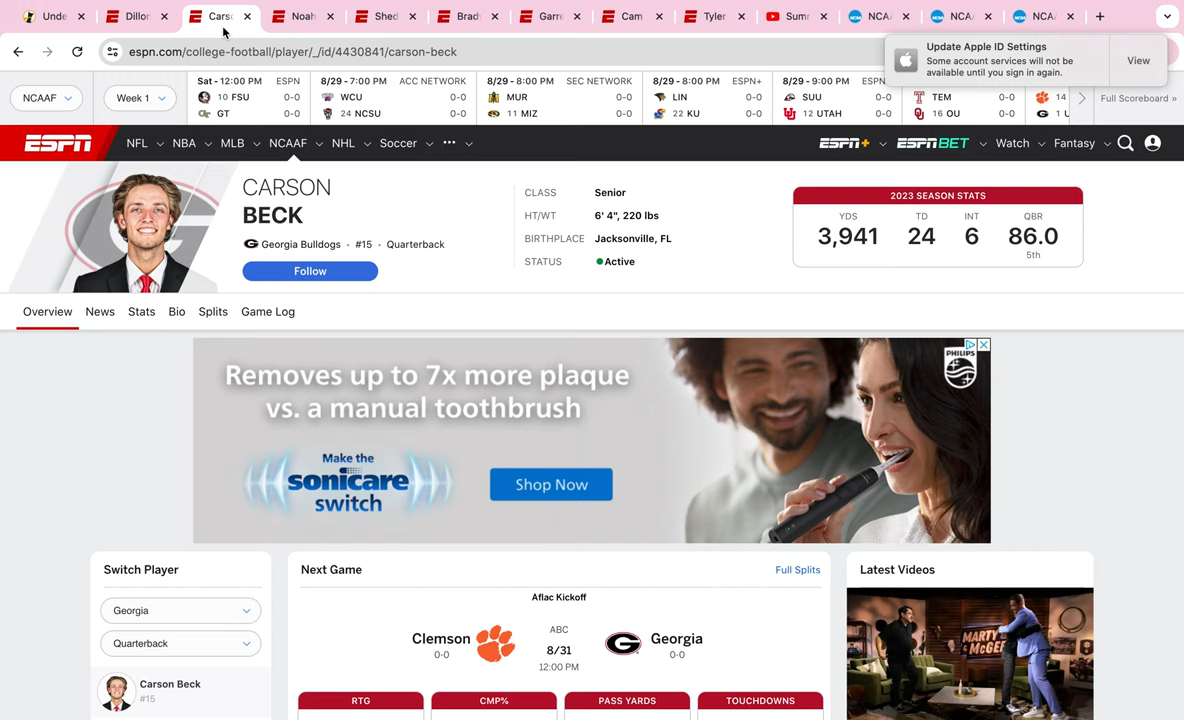 Unde
Dillon
Carso
Noah
Shed
Brady
Garre
Cam
Tyler
Summ
NCAA
NCAA
NCAA
espn.com/college-football/player/_/id/4430841/carson-beck
Update Apple ID Settings
Some account services will not be
available until you sign in again.
View
NCAAF
Week 1
Sat - 12:00 PM ESPN
10 FSU 0-0
GT 0-0
8/29 - 7:00 PM ACC NETWORK
WCU 0-0
24 NCSU 0-0
8/29 - 8:00 PM SEC NETWORK
MUR 0-0
11 MIZ 0-0
8/29 - 8:00 PM ESPN+
LIN 0-0
22 KU 0-0
8/29 - 9:00 PM ESPN
SUU 0-0
12 UTAH 0-0
TEM 0-0
16 OU 0-0
14
1
Full Scoreboard »
ESPN
NFL
NBA
MLB
NCAAF
NHL
Soccer
•••
ESPN+
ESPN BET
Watch
Fantasy
CARSON
BECK
Georgia Bulldogs · #15 · Quarterback
Follow
CLASS Senior
HT/WT 6' 4", 220 lbs
BIRTHPLACE Jacksonville, FL
STATUS Active
2023 SEASON STATS
YDS TD INT QBR
3,941 24 6 86.0
5th
Overview
News
Stats
Bio
Splits
Game Log
Removes up to 7x more plaque
vs. a manual toothbrush
Make the
sonicare
switch
Shop Now
PHILIPS
Switch Player
Georgia
Quarterback
Carson Beck
#15
Next Game
Full Splits
Aflac Kickoff
Clemson
0-0
ABC
8/31
12:00 PM
Georgia
0-0
RTG
CMP%
PASS YARDS
TOUCHDOWNS
Latest Videos
MARTY
McGEE